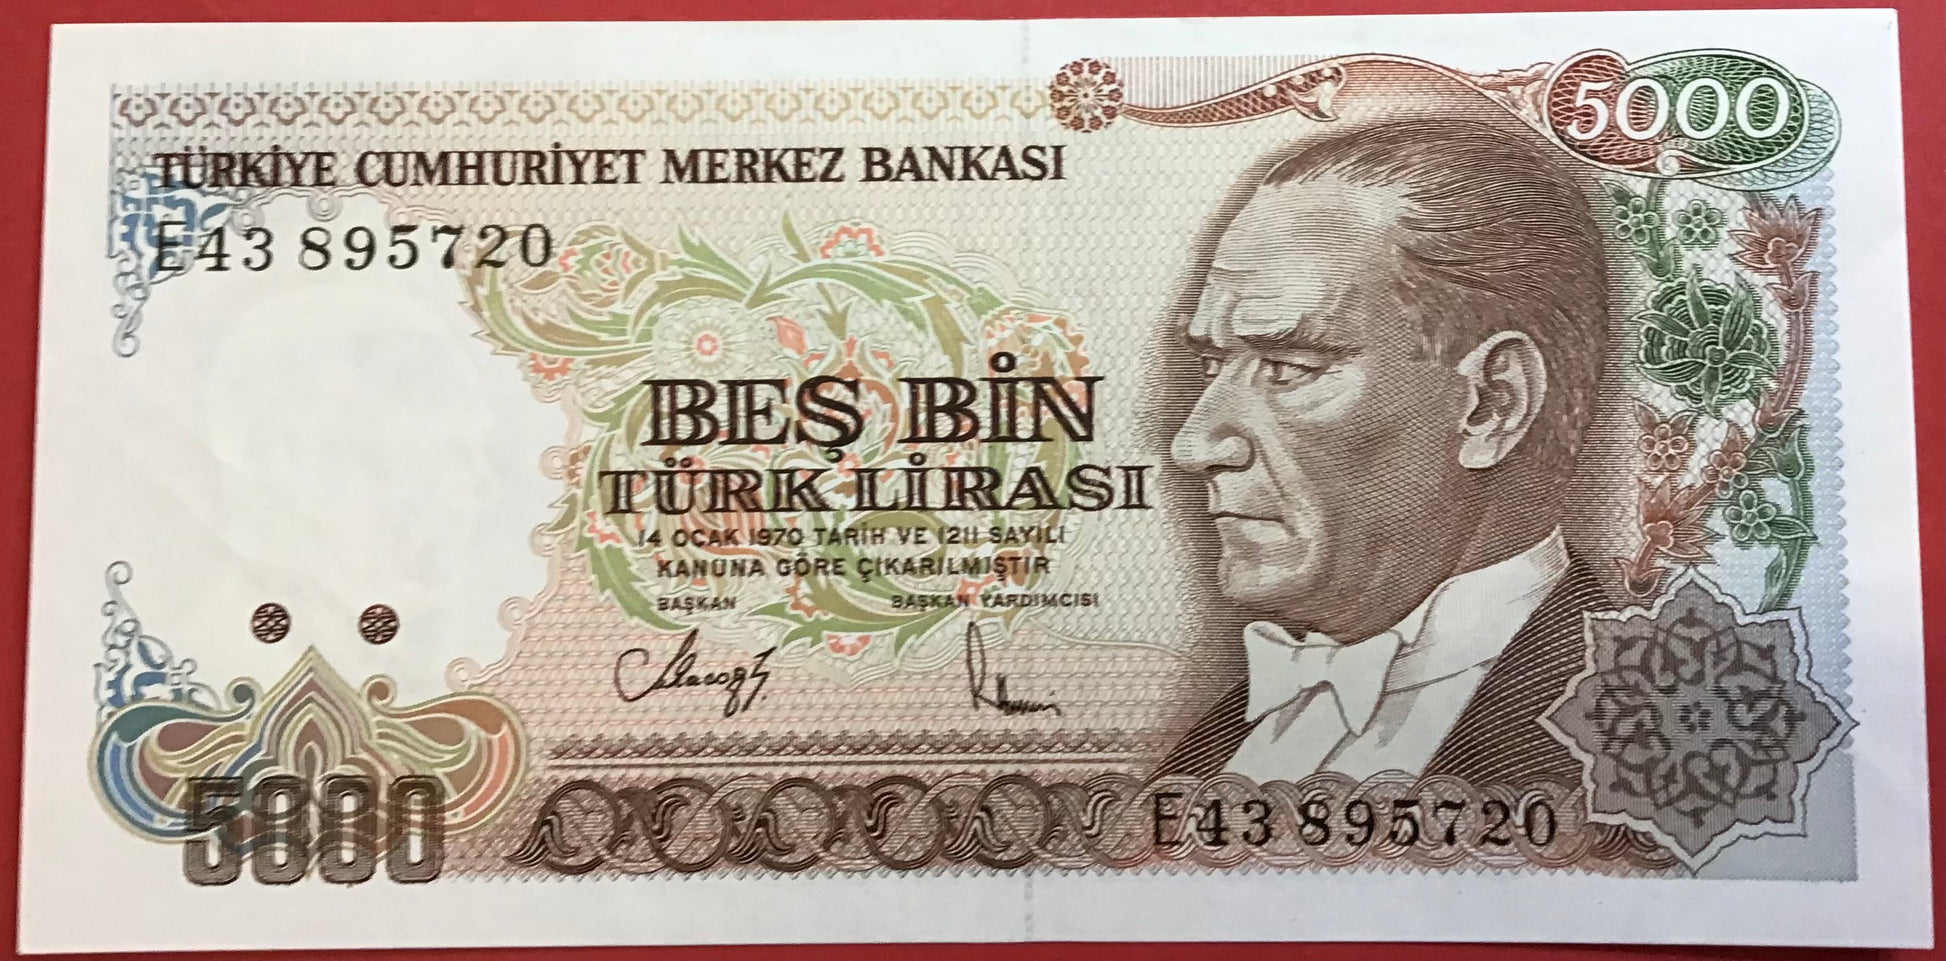 5000
TÜRKİYE CUMHURİYET MERKEZ BANKASI
E43 895720
BEŞ BİN
TÜRK LİRASI
14 OCAK 1970 TARİH VE 1211 SAYILI
KANUNA GÖRE ÇIKARILMIŞTIR
BAŞKAN BAŞKAN YARDIMCISI
5000
E43 895720